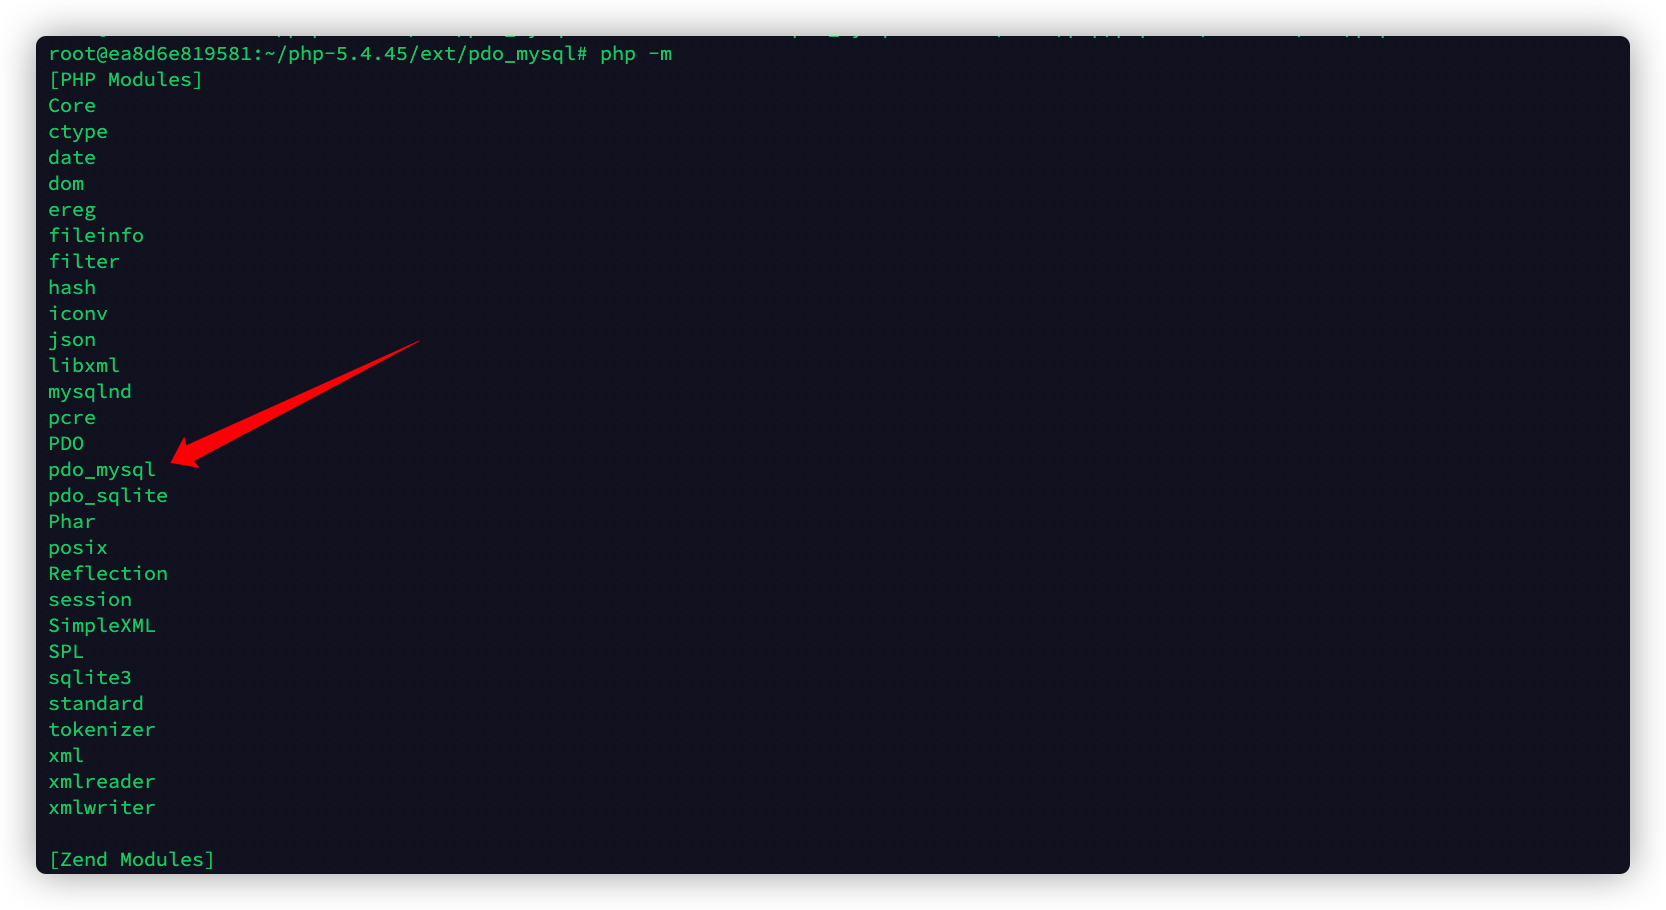 root@ea8d6e819581:~/php-5.4.45/ext/pdo_mysql# php -m
[PHP Modules]
Core
ctype
date
dom
ereg
fileinfo
filter
hash
iconv
json
libxml
mysqlnd
pcre
PDO
pdo_mysql
pdo_sqlite
Phar
posix
Reflection
session
SimpleXML
SPL
sqlite3
standard
tokenizer
xml
xmlreader
xmlwriter
[Zend Modules]